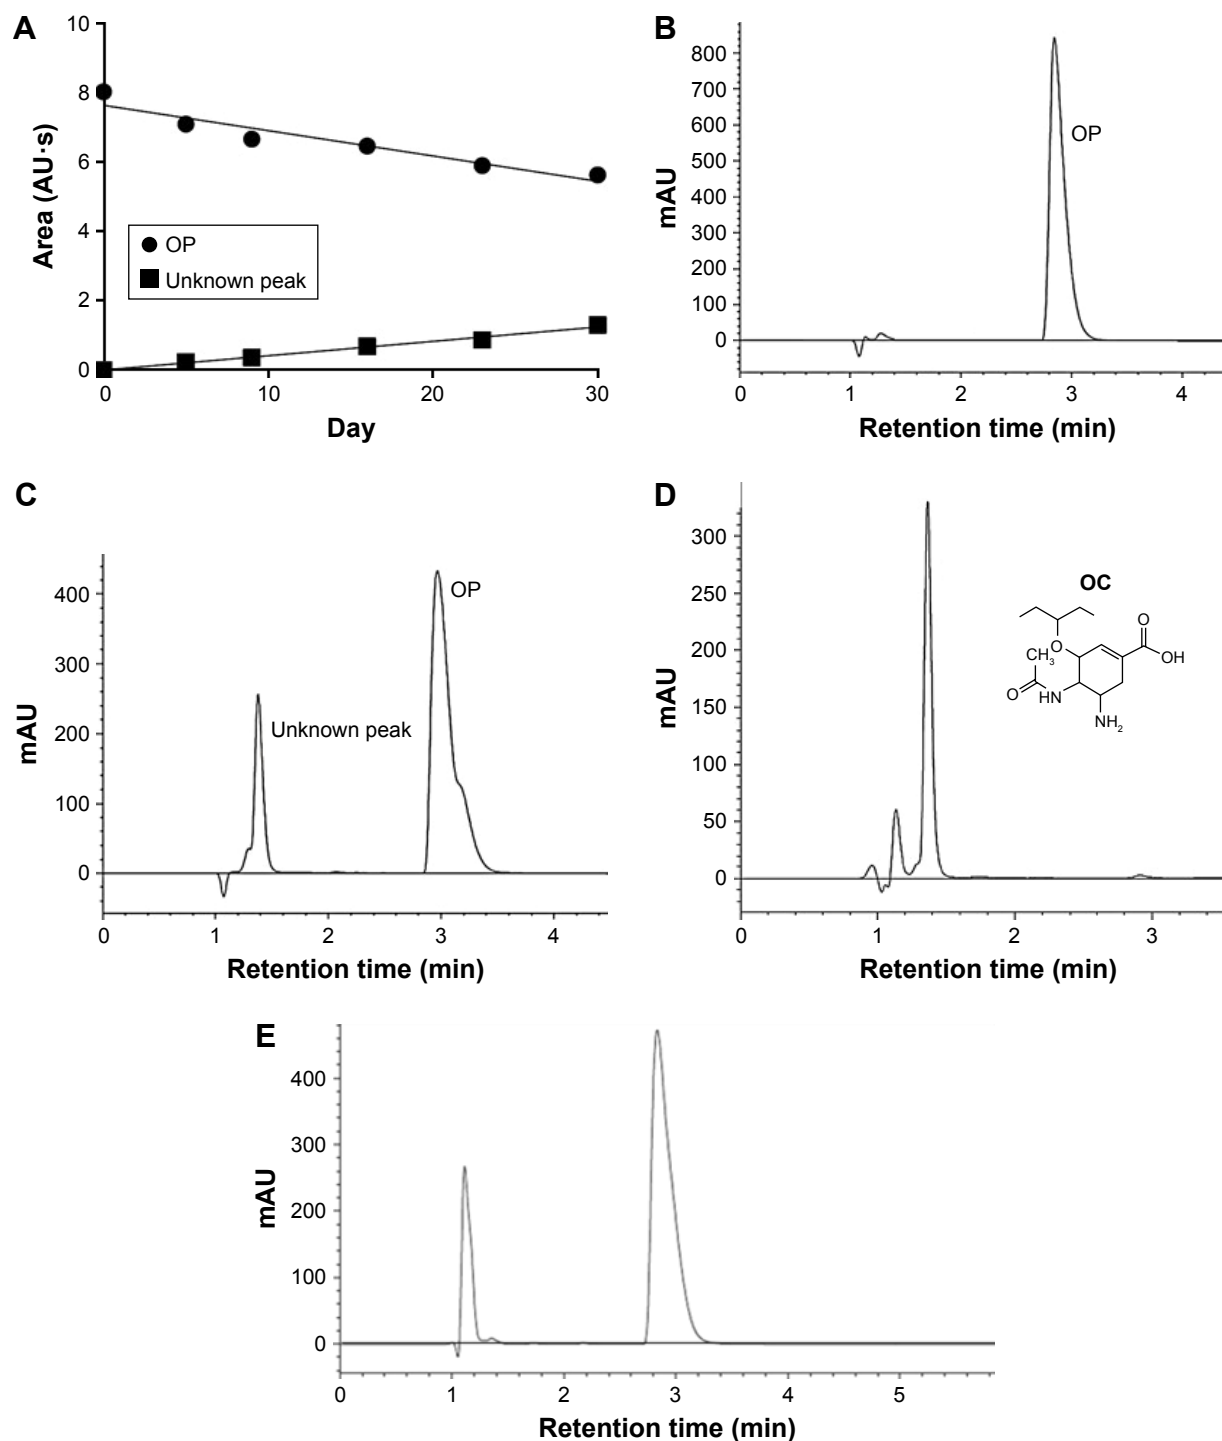 A
10
8
6
4
2
0
Area (AU·s)
OP
Unknown peak
0
10
20
30
Day
B
800
700
600
500
400
300
200
100
0
mAU
OP
0
1
2
3
4
Retention time (min)
C
400
300
200
100
0
mAU
Unknown peak
OP
0
1
2
3
4
Retention time (min)
D
300
250
200
150
100
50
0
mAU
OC
O
OH
O
CH3
O
HN
NH2
0
1
2
3
Retention time (min)
E
400
300
200
100
0
mAU
0
1
2
3
4
5
Retention time (min)